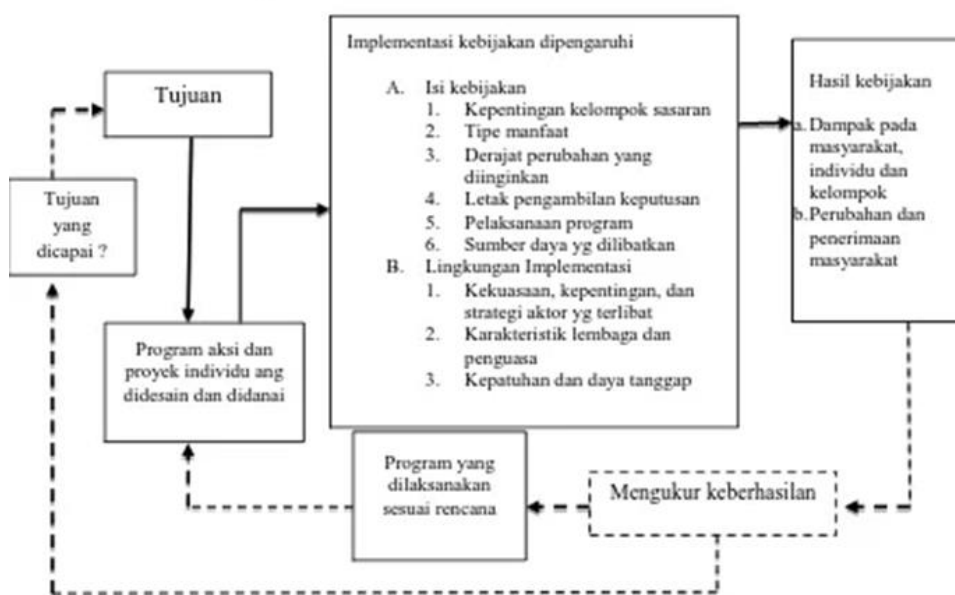 Tujuan
Tujuan
yang
dicapai ?
Program aksi dan
proyek individu ang
didesain dan didanai
Implementasi kebijakan dipengaruhi
A. Isi kebijakan
1. Kepentingan kelompok sasaran
2. Tipe manfaat
3. Derajat perubahan yang
diinginkan
4. Letak pengambilan keputusan
5. Pelaksanaan program
6. Sumber daya yg dilibatkan
B. Lingkungan Implementasi
1. Kekuasaan, kepentingan, dan
strategi aktor yg terlibat
2. Karakteristik lembaga dan
penguasa
3. Kepatuhan dan daya tanggap
Hasil kebijakan
a. Dampak pada
masyarakat,
individu dan
kelompok
b. Perubahan dan
penerimaan
masyarakat
Program yang
dilaksanakan
sesuai rencana
Mengukur keberhasilan